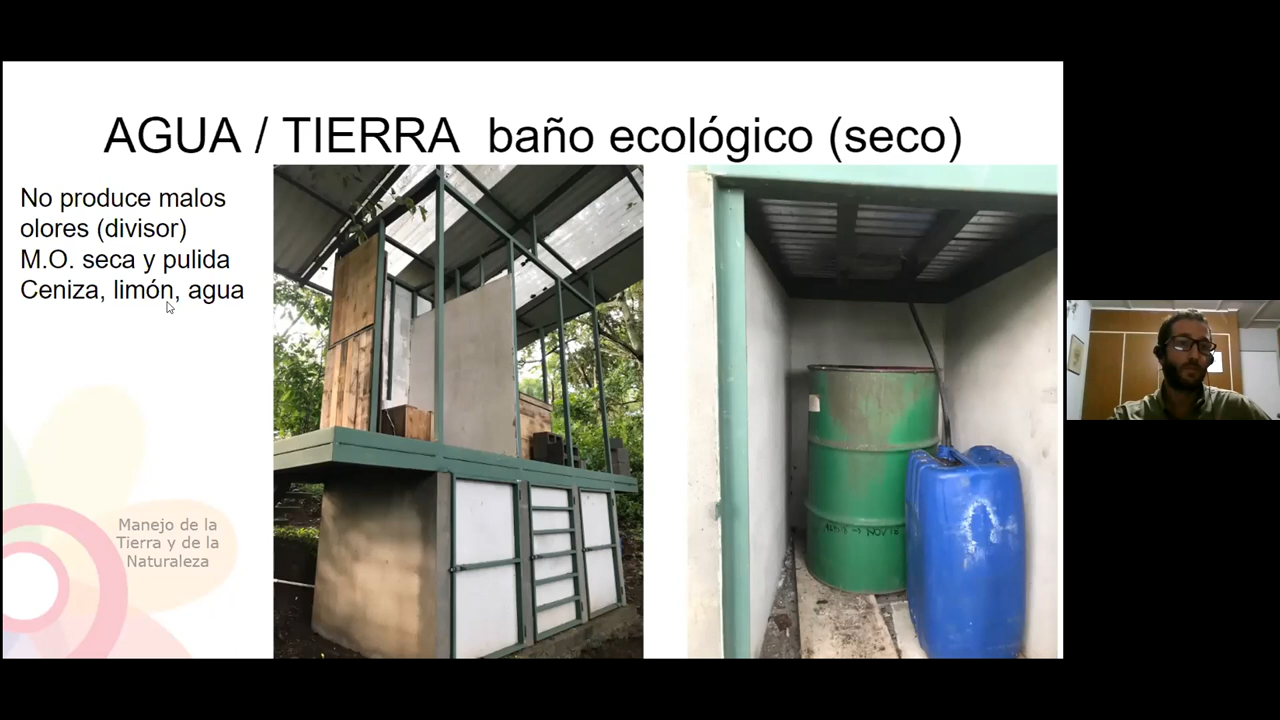 AGUA / TIERRA baño ecológico (seco)
No produce malos
olores (divisor)
M.O. seca y pulida
Ceniza, limón, agua
Manejo de la
Tierra y de la
Naturaleza